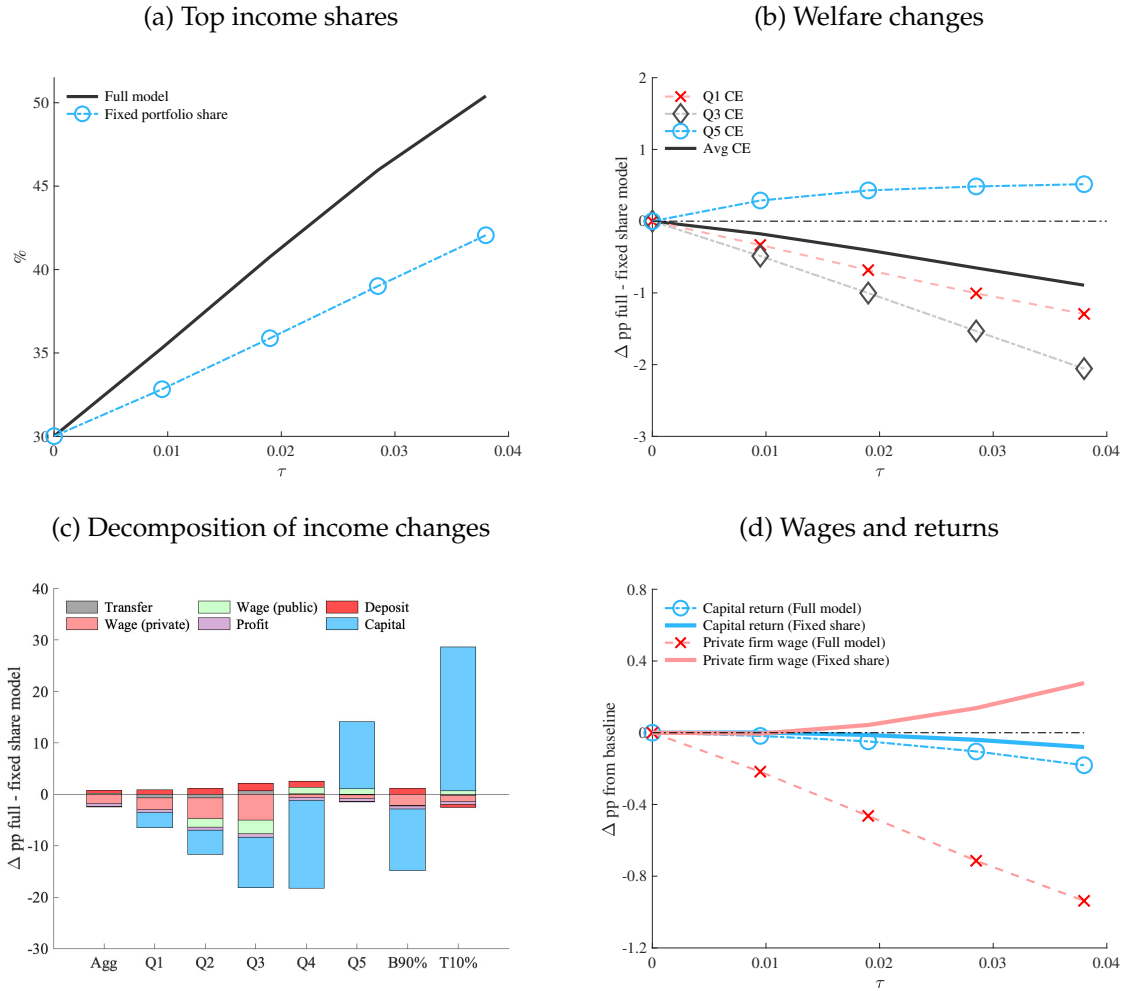 (a) Top income shares
50
45
40
35
30
%
Full model
Fixed portfolio share
0
0.01
0.02
0.03
0.04
τ
(b) Welfare changes
2
1
0
-1
-2
-3
Δ pp full - fixed share model
Q1 CE
Q3 CE
Q5 CE
Avg CE
0
0.01
0.02
0.03
0.04
τ
(c) Decomposition of income changes
40
30
20
10
0
-10
-20
-30
Δ pp full - fixed share model
Transfer
Wage (private)
Wage (public)
Profit
Deposit
Capital
Agg
Q1
Q2
Q3
Q4
Q5
B90%
T10%
(d) Wages and returns
0.8
0.4
0
-0.4
-0.8
-1.2
Δ pp from baseline
Capital return (Full model)
Capital return (Fixed share)
Private firm wage (Full model)
Private firm wage (Fixed share)
0
0.01
0.02
0.03
0.04
τ